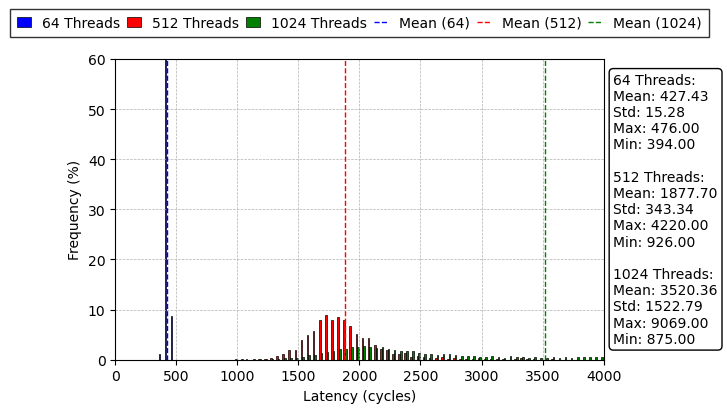 64 Threads 512 Threads 1024 Threads Mean (64) Mean (512) Mean (1024)
60
50
40
30
20
10
0
Frequency (%)
0 500 1000 1500 2000 2500 3000 3500 4000
Latency (cycles)
64 Threads:
Mean: 427.43
Std: 15.28
Max: 476.00
Min: 394.00
512 Threads:
Mean: 1877.70
Std: 343.34
Max: 4220.00
Min: 926.00
1024 Threads:
Mean: 3520.36
Std: 1522.79
Max: 9069.00
Min: 875.00